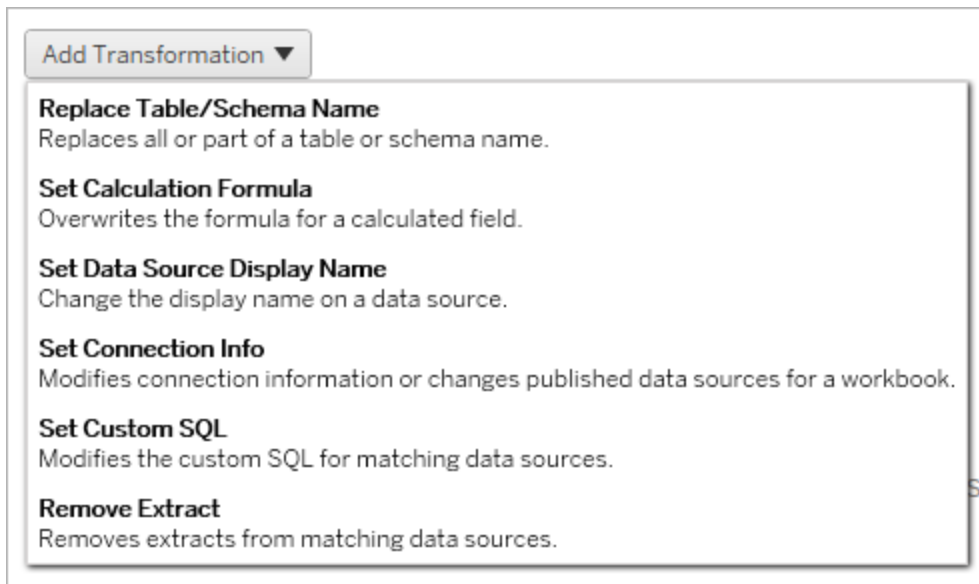 Add Transformation ▼
Replace Table/Schema Name
Replaces all or part of a table or schema name.
Set Calculation Formula
Overwrites the formula for a calculated field.
Set Data Source Display Name
Change the display name on a data source.
Set Connection Info
Modifies connection information or changes published data sources for a workbook.
Set Custom SQL
Modifies the custom SQL for matching data sources.
Remove Extract
Removes extracts from matching data sources.